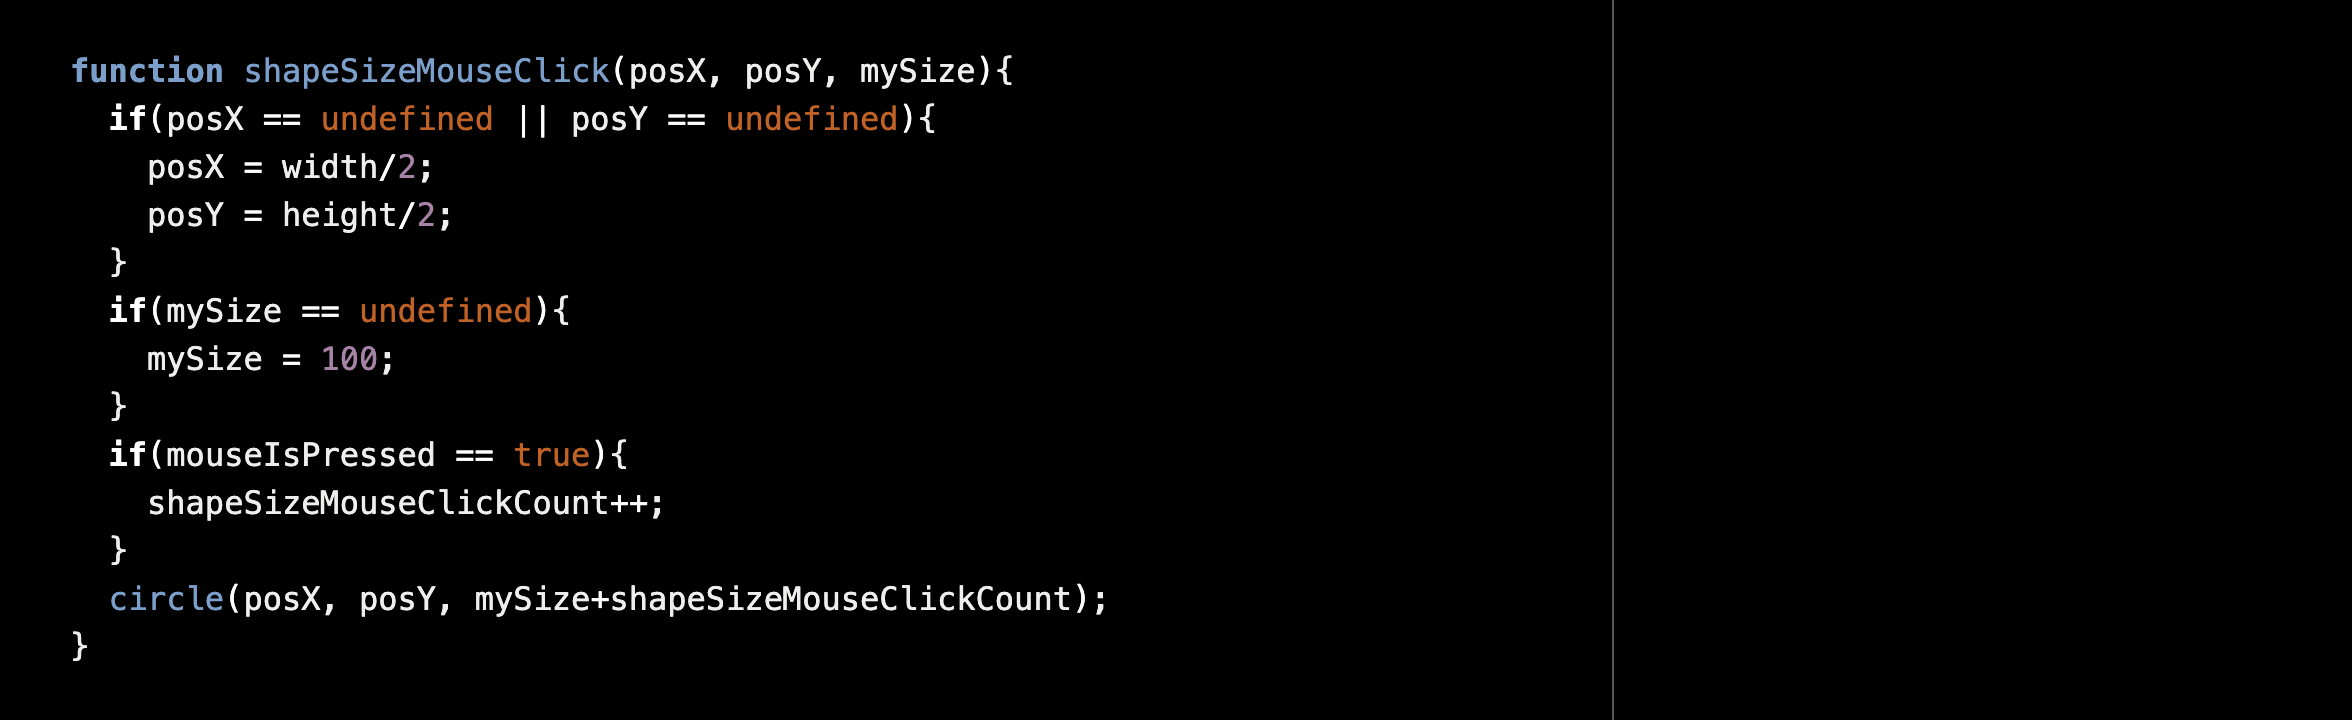 function shapeSizeMouseClick(posX, posY, mySize){
  if(posX == undefined || posY == undefined){
    posX = width/2;
    posY = height/2;
  }
  if(mySize == undefined){
    mySize = 100;
  }
  if(mouseIsPressed == true){
    shapeSizeMouseClickCount++;
  }
  circle(posX, posY, mySize+shapeSizeMouseClickCount);
}